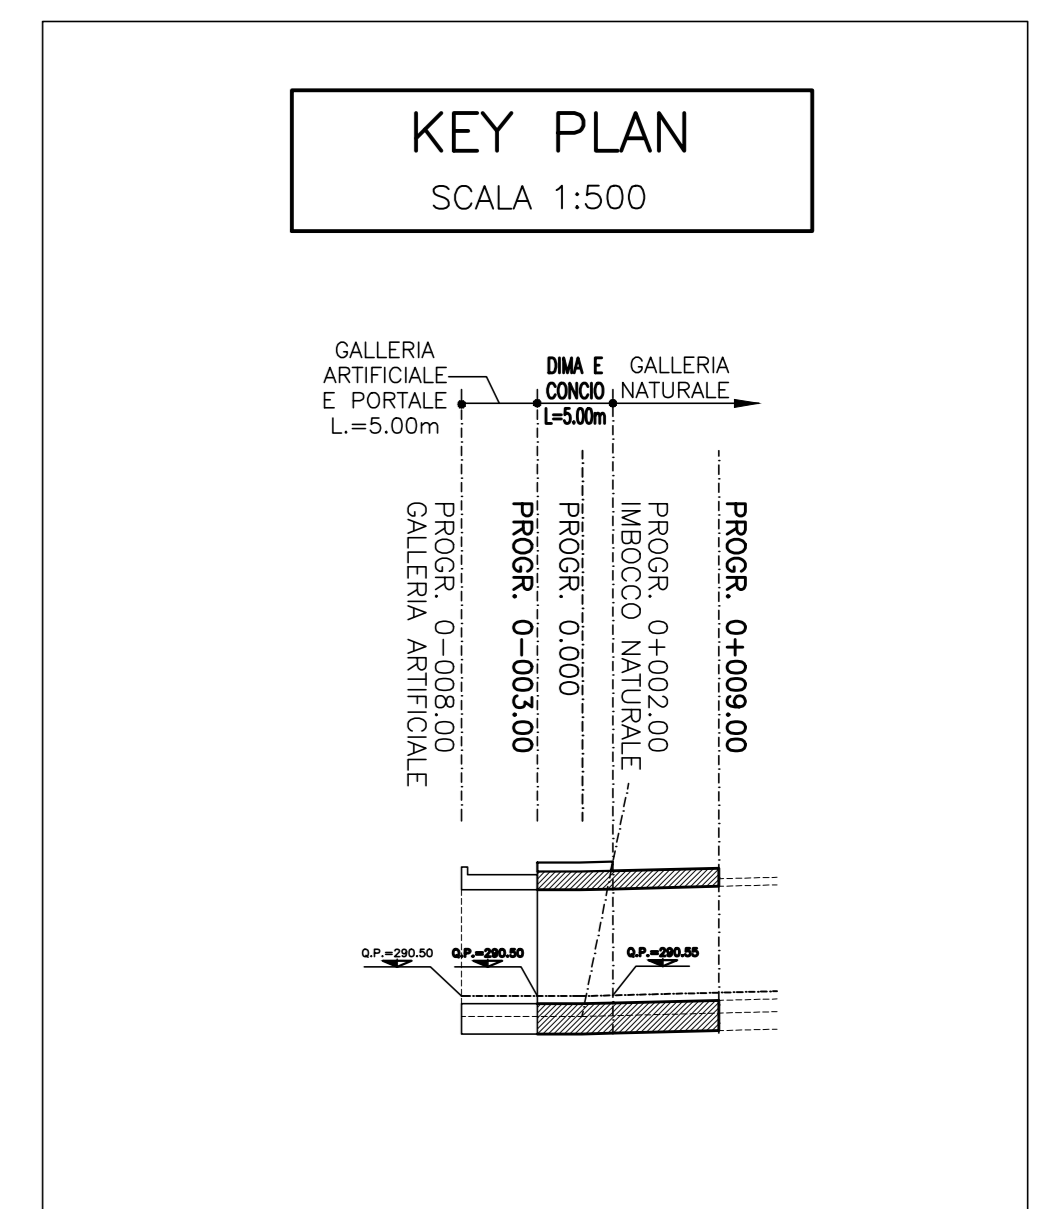 KEY PLAN
SCALA 1:500
GALLERIA
ARTIFICIALE
E PORTALE
L.=5.00m
DIMA E
CONCIO
L=5.00m
GALLERIA
NATURALE
PROGR. 0-008.00
GALLERIA ARTIFICIALE
PROGR. 0-003.00
PROGR. 0.000
PROGR. 0+002.00
IMBOCCO NATURALE
PROGR. 0+009.00
Q.P.=290.50
Q.P.=290.50
Q.P.=290.55